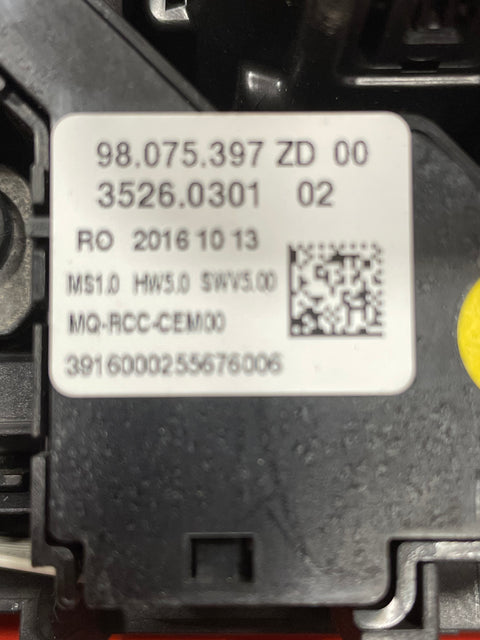 98.075.397 ZD 00
3526.0301 02
RO 2016 10 13
MS1.0 HW5.0 SWV5.00
MQ-RCC-CEM00
3916000255676006